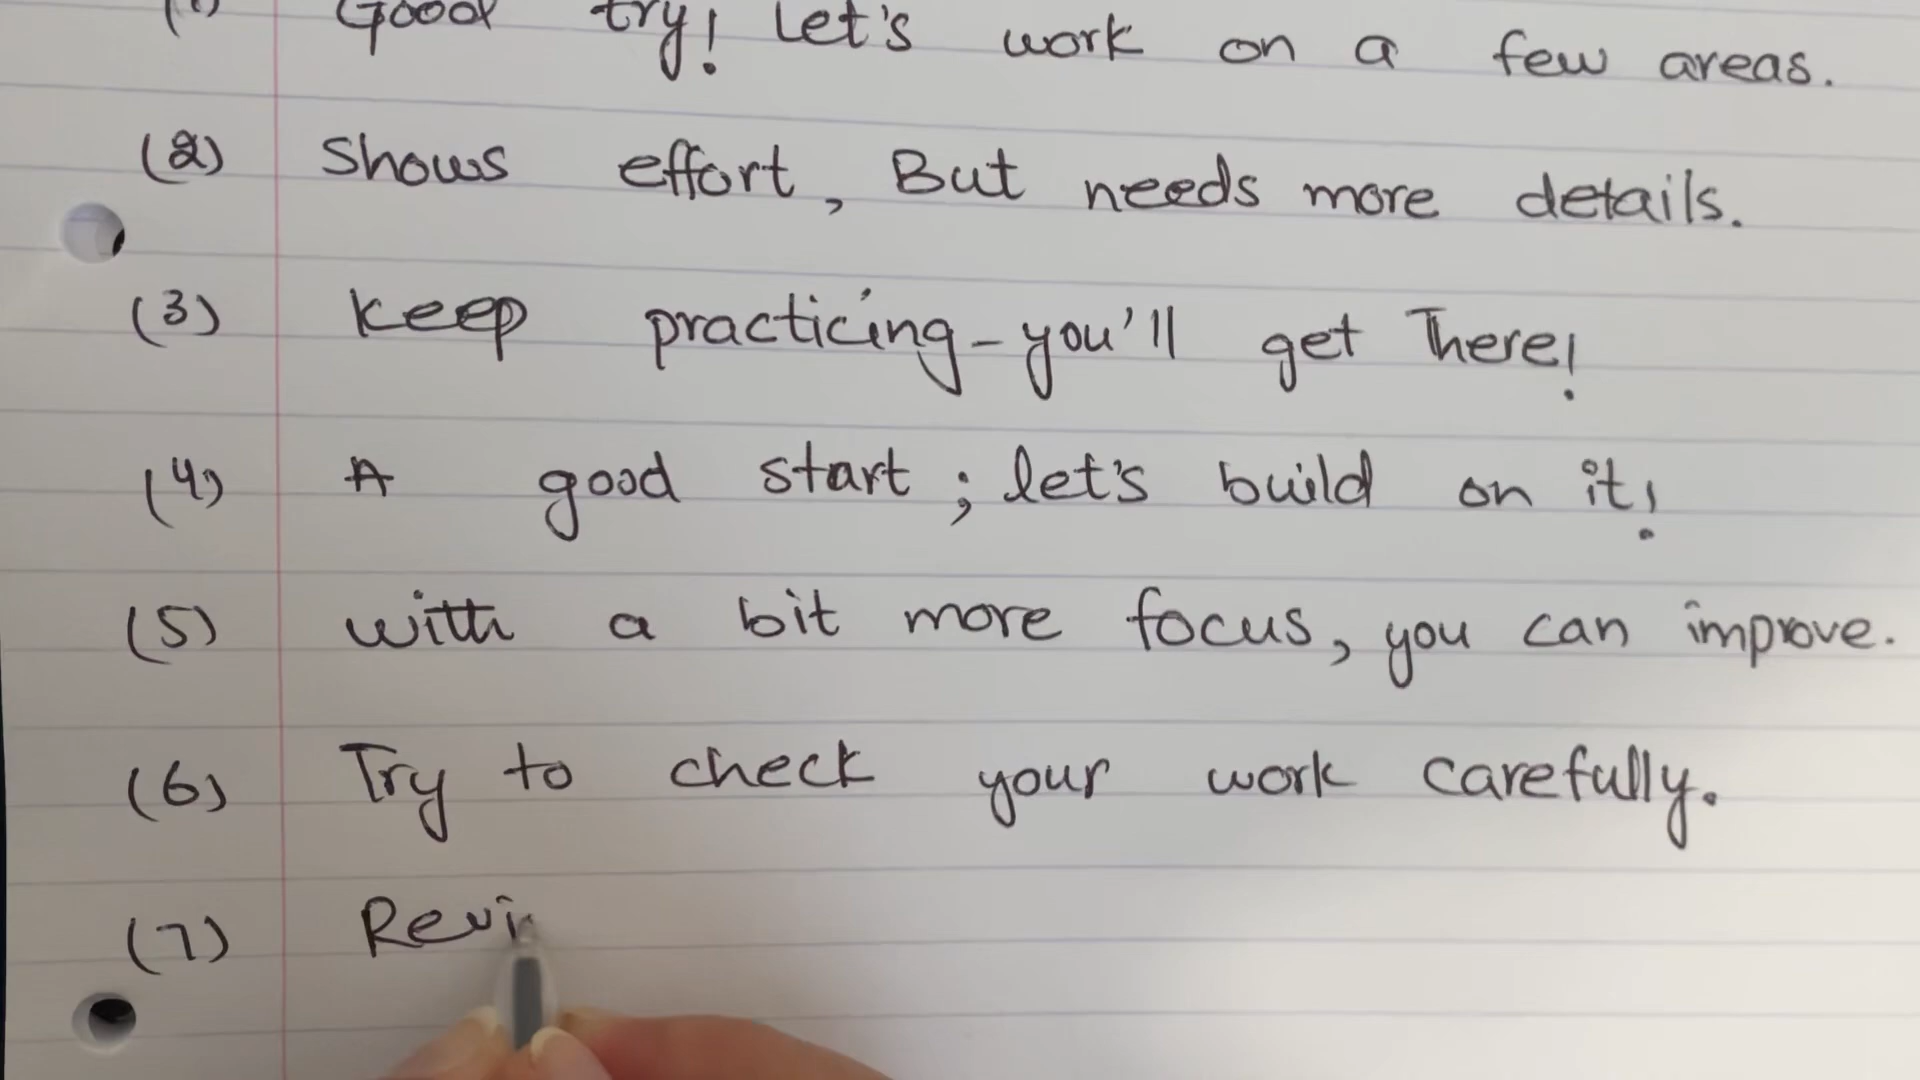 (1) Good try! Let's work on a few areas.
(2) Shows effort, But needs more details.
(3) keep practicing-you'll get There!
(4) A good start; let's build on it!
(5) with a bit more focus, you can improve.
(6) Try to check your work carefully.
(7) Revi